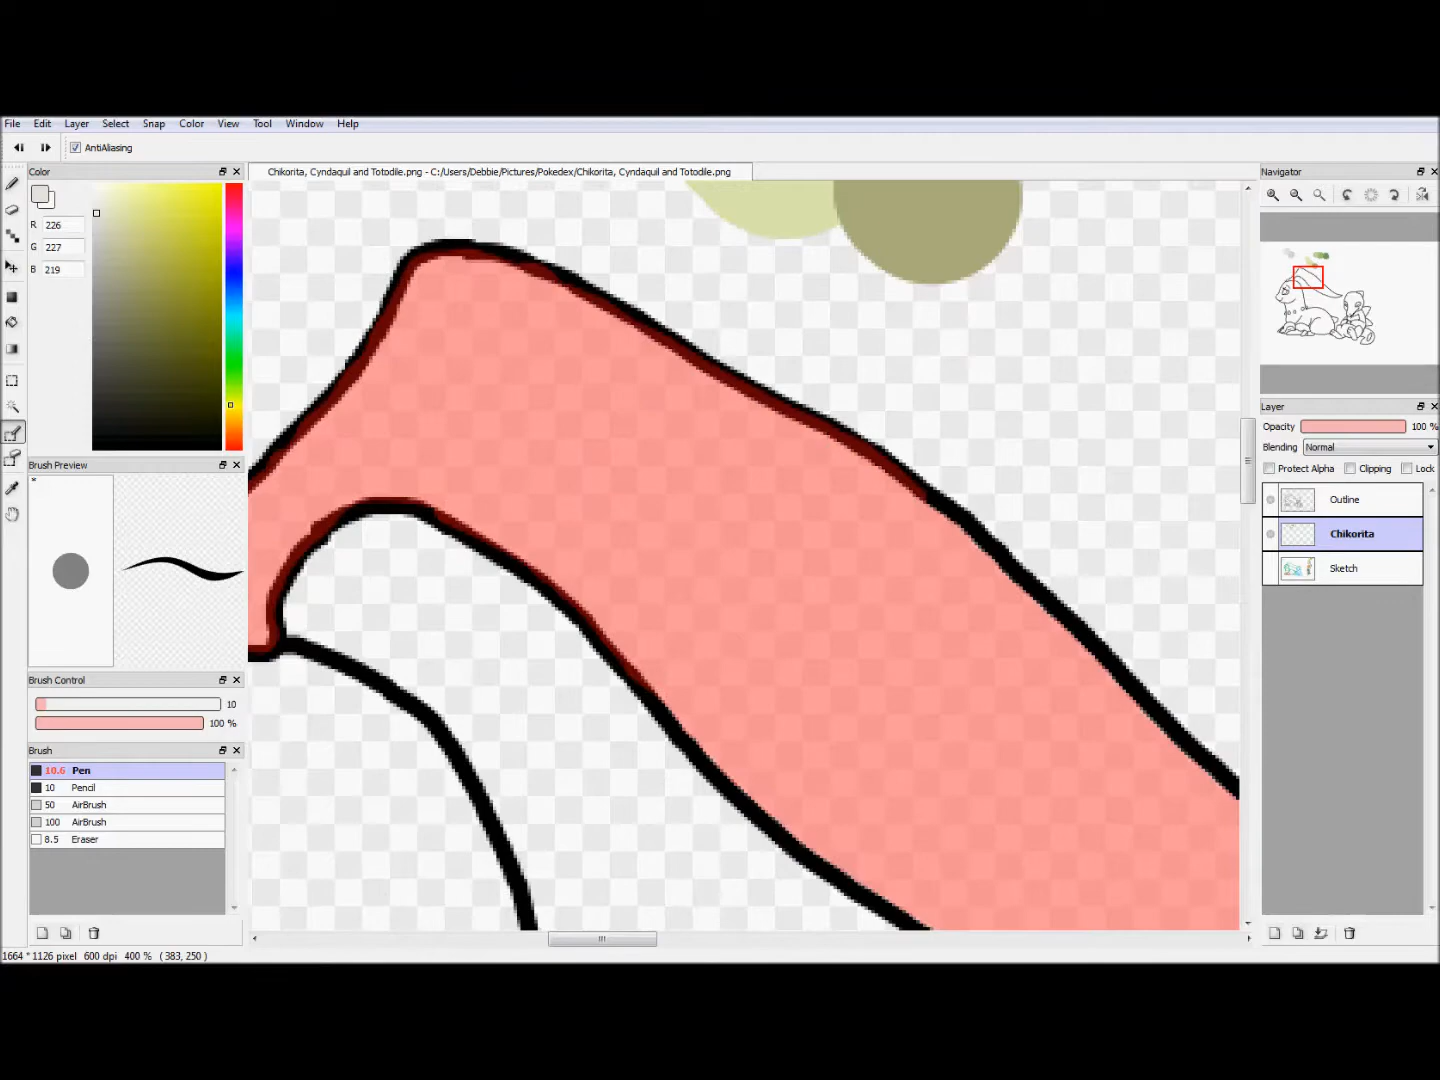 File Edit Layer Select Snap Color View Tool Window Help
AntiAliasing
Color
Chikorita, Cyndaquil and Totodile.png - C:/Users/Debbie/Pictures/Pokedex/Chikorita, Cyndaquil and Totodile.png
Navigator
R 226
G 227
B 219
Layer
Opacity 100 %
Blending Normal
Protect Alpha Clipping Lock
Brush Preview
*
Outline
Chikorita
Sketch
Brush Control
10
100 %
Brush
10.6 Pen
10 Pencil
50 AirBrush
100 AirBrush
8.5 Eraser
1664 * 1126 pixel 600 dpi 400 % ( 383, 250 )